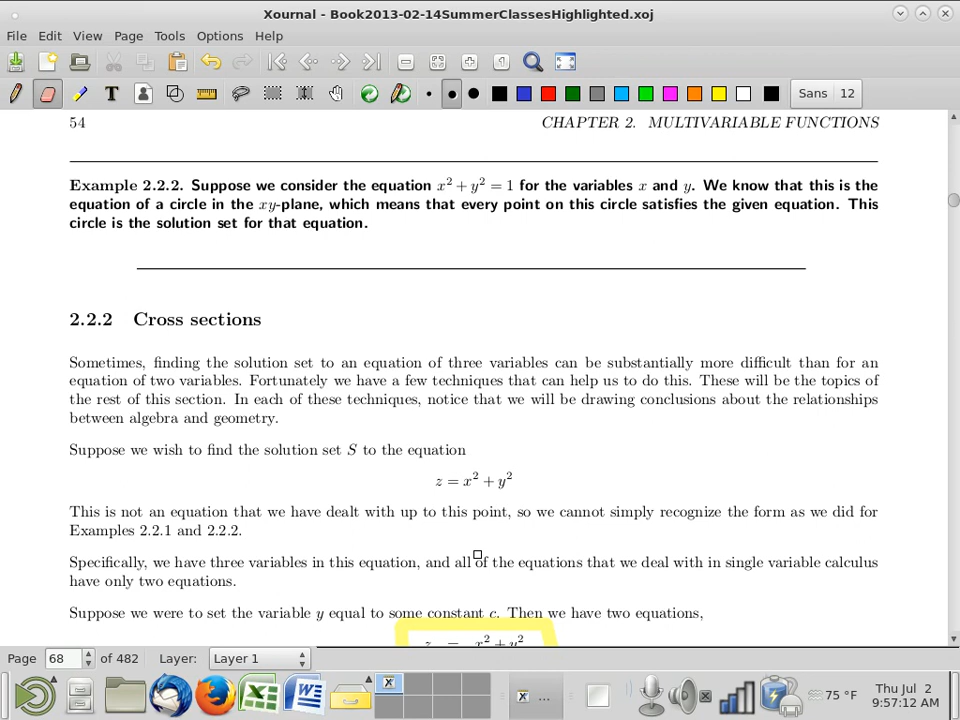 Xournal - Book2013-02-14SummerClassesHighlighted.xoj
File Edit View Page Tools Options Help
Sans 12
54 CHAPTER 2. MULTIVARIABLE FUNCTIONS
Example 2.2.2. Suppose we consider the equation x² + y² = 1 for the variables x and y. We know that this is the
equation of a circle in the xy-plane, which means that every point on this circle satisfies the given equation. This
circle is the solution set for that equation.
2.2.2 Cross sections
Sometimes, finding the solution set to an equation of three variables can be substantially more difficult than for an
equation of two variables. Fortunately we have a few techniques that can help us to do this. These will be the topics of
the rest of this section. In each of these techniques, notice that we will be drawing conclusions about the relationships
between algebra and geometry.
Suppose we wish to find the solution set S to the equation
z = x² + y²
This is not an equation that we have dealt with up to this point, so we cannot simply recognize the form as we did for
Examples 2.2.1 and 2.2.2.
Specifically, we have three variables in this equation, and all of the equations that we deal with in single variable calculus
have only two equations.
Suppose we were to set the variable y equal to some constant c. Then we have two equations,
z = x² + y²
Page 68 of 482 Layer: Layer 1
... 75 °F Thu Jul 2
9:57:12 AM